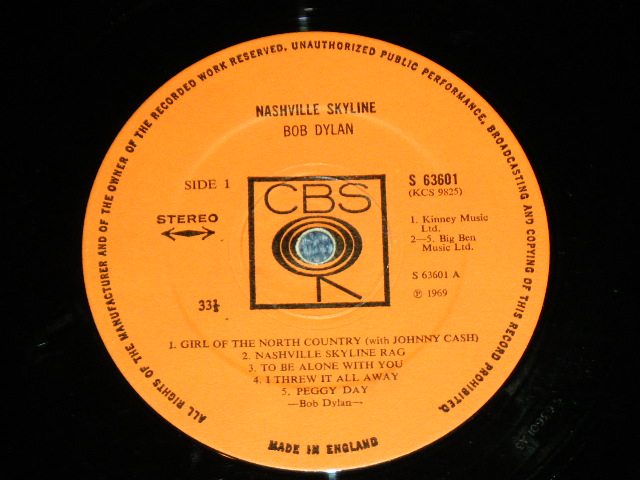 ALL RIGHTS OF THE MANUFACTURER AND OF THE OWNER OF THE RECORDED WORK RESERVED. UNAUTHORIZED PUBLIC PERFORMANCE, BROADCASTING AND COPYING OF THIS RECORD PROHIBITED.
NASHVILLE SKYLINE
BOB DYLAN
SIDE 1
STEREO
33⅓
CBS
S 63601
(KCS 9825)
1. Kinney Music
Ltd.
2—5. Big Ben
Music Ltd.
S 63601 A
℗ 1969
1. GIRL OF THE NORTH COUNTRY (with JOHNNY CASH)
2. NASHVILLE SKYLINE RAG
3. TO BE ALONE WITH YOU
4. I THREW IT ALL AWAY
5. PEGGY DAY
—Bob Dylan—
MADE IN ENGLAND